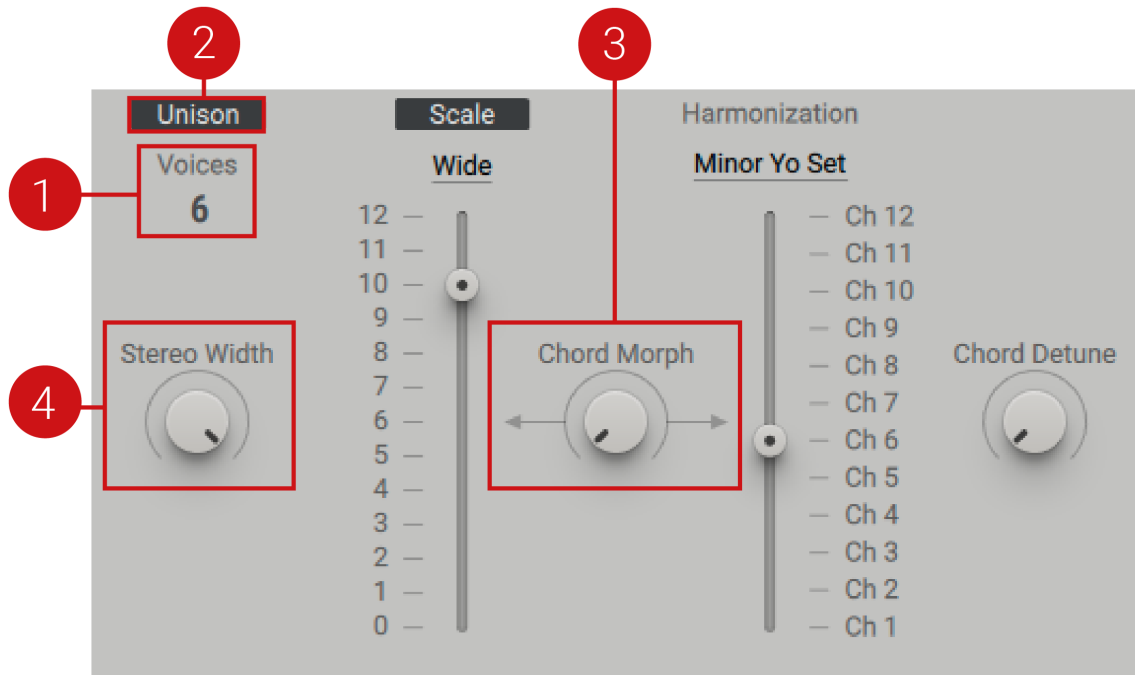 2
3
Unison
Scale
Harmonization
Voices
6
1
Wide
Minor Yo Set
12
11
10
9
8
7
6
5
4
3
2
1
0
Stereo Width
4
Chord Morph
Ch 12
Ch 11
Ch 10
Ch 9
Ch 8
Ch 7
Ch 6
Ch 5
Ch 4
Ch 3
Ch 2
Ch 1
Chord Detune